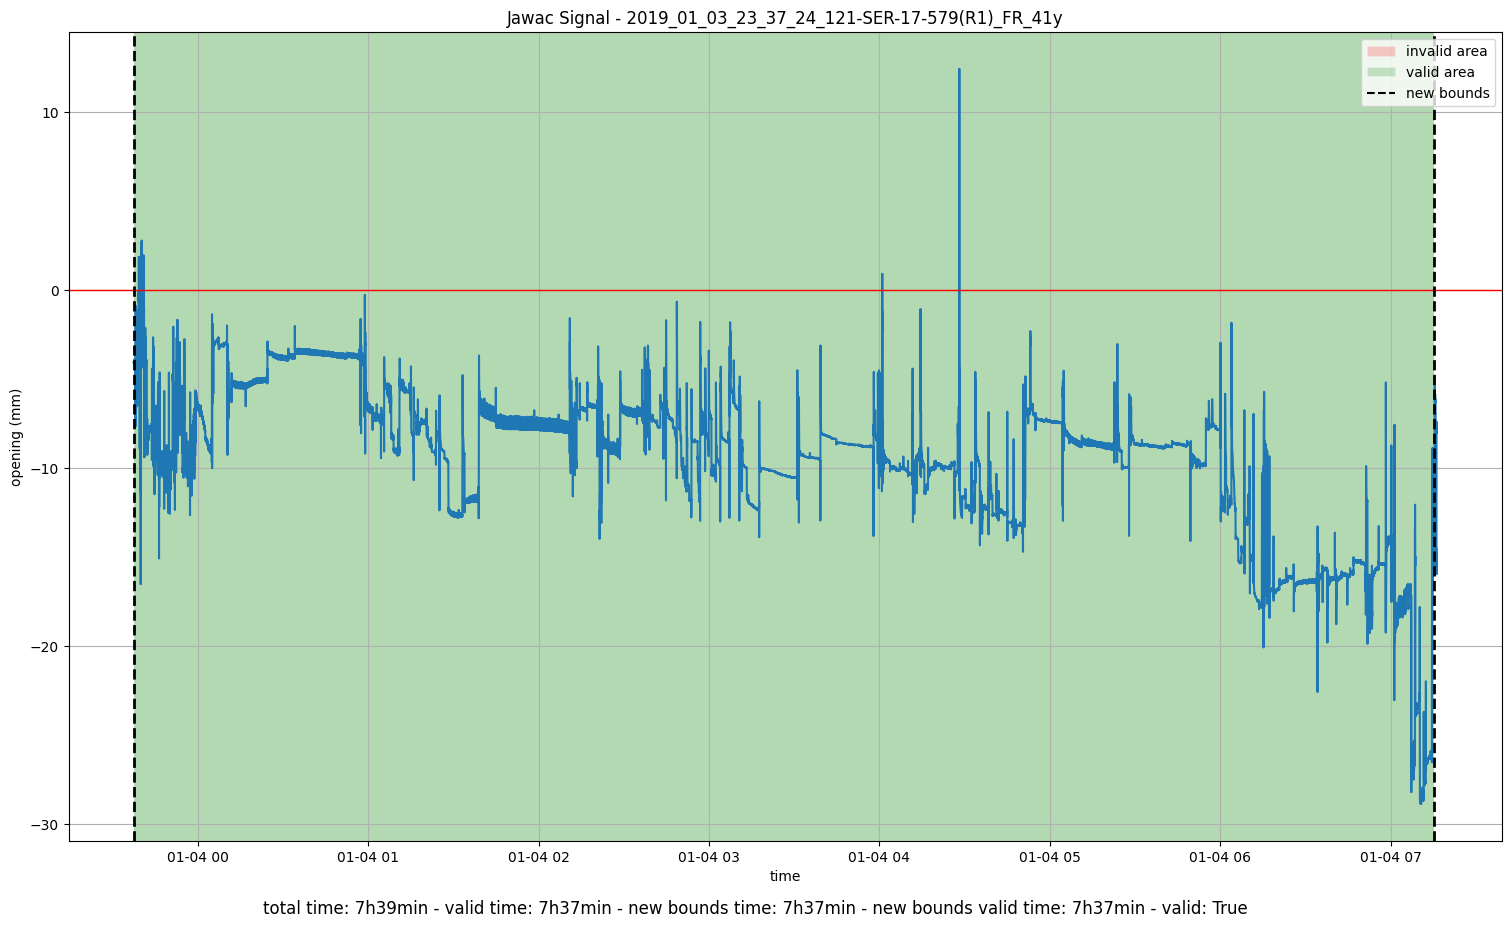 Jawac Signal - 2019_01_03_23_37_24_121-SER-17-579(R1)_FR_41y
invalid area
valid area
new bounds
10
0
−10
−20
−30
opening (mm)
01-04 00
01-04 01
01-04 02
01-04 03
01-04 04
01-04 05
01-04 06
01-04 07
time
total time: 7h39min - valid time: 7h37min - new bounds time: 7h37min - new bounds valid time: 7h37min - valid: True